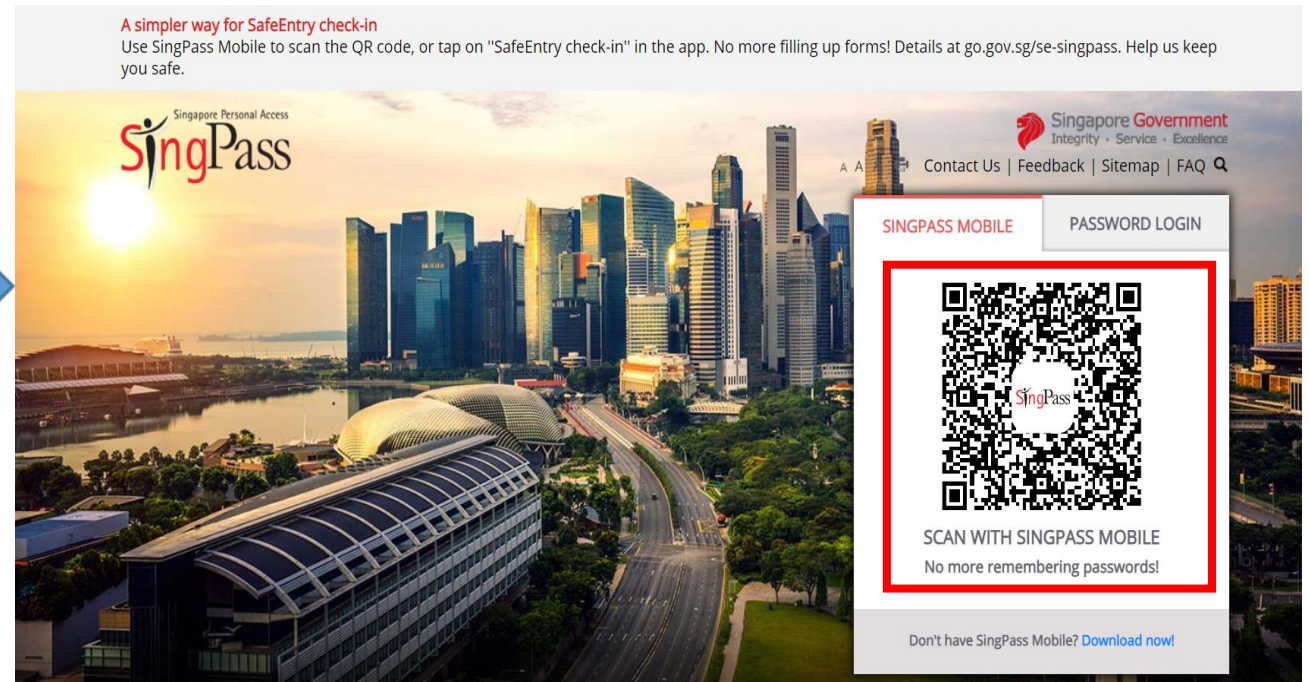 A simpler way for SafeEntry check-in
Use SingPass Mobile to scan the QR code, or tap on "SafeEntry check-in" in the app. No more filling up forms! Details at go.gov.sg/se-singpass. Help us keep
you safe.
Singapore Personal Access
SingPass
Singapore Government
Integrity · Service · Excellence
A A A Contact Us | Feedback | Sitemap | FAQ
SINGPASS MOBILE
PASSWORD LOGIN
SingPass
SCAN WITH SINGPASS MOBILE
No more remembering passwords!
Don't have SingPass Mobile? Download now!